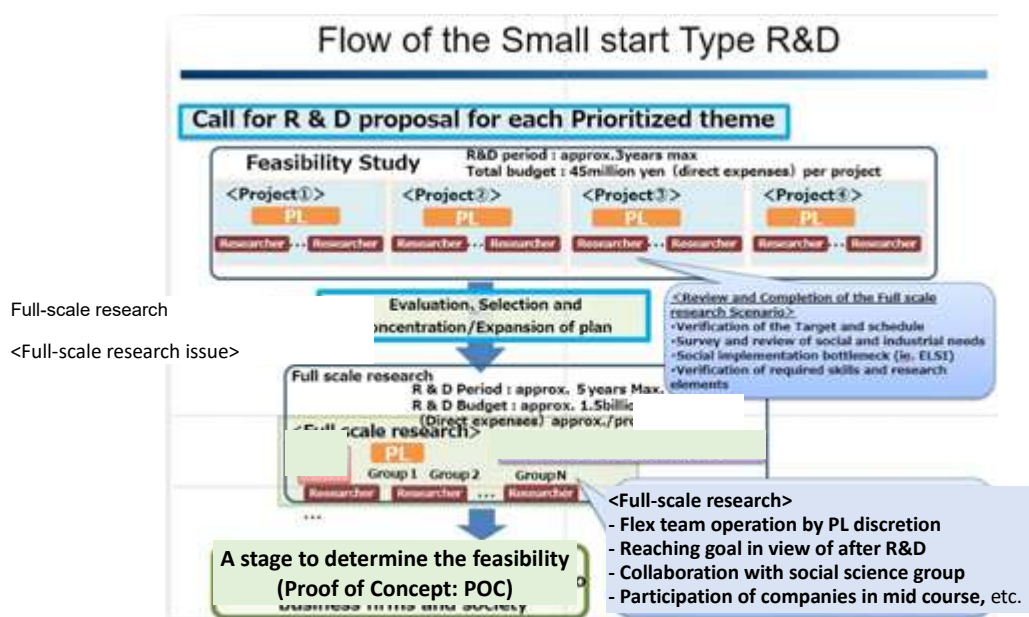 Flow of the Small start Type R&D
Call for R & D proposal for each Prioritized theme
Feasibility Study
R&D period : approx.3years max
Total budget : 45million yen (direct expenses) per project
<Project①>
<Project②>
<Project③>
<Project④>
PL
PL
PL
PL
Researcher ... Researcher
Researcher ... Researcher
Researcher ... Researcher
Researcher ... Researcher
Full-scale research
<Full-scale research issue>
Evaluation, Selection and
oncentration/Expansion of plan
<Review and Completion of the Full scale
research Scenario>
・Verification of the Target and schedule
・Survey and review of social and industrial needs
・Social implementation bottleneck (ie. ELSI)
・Verification of required skills and research
elements
Full scale research
R & D Period : approx. 5years Max.
R & D Budget : approx. 1.5billi
(Direct expenses) approx./pr
<Full scale research>
PL
Group 1 Group 2 GroupN
Researcher Researcher ... Researcher
...
<Full-scale research>
- Flex team operation by PL discretion
- Reaching goal in view of after R&D
- Collaboration with social science group
- Participation of companies in mid course, etc.
A stage to determine the feasibility
(Proof of Concept: POC)
business firms and society